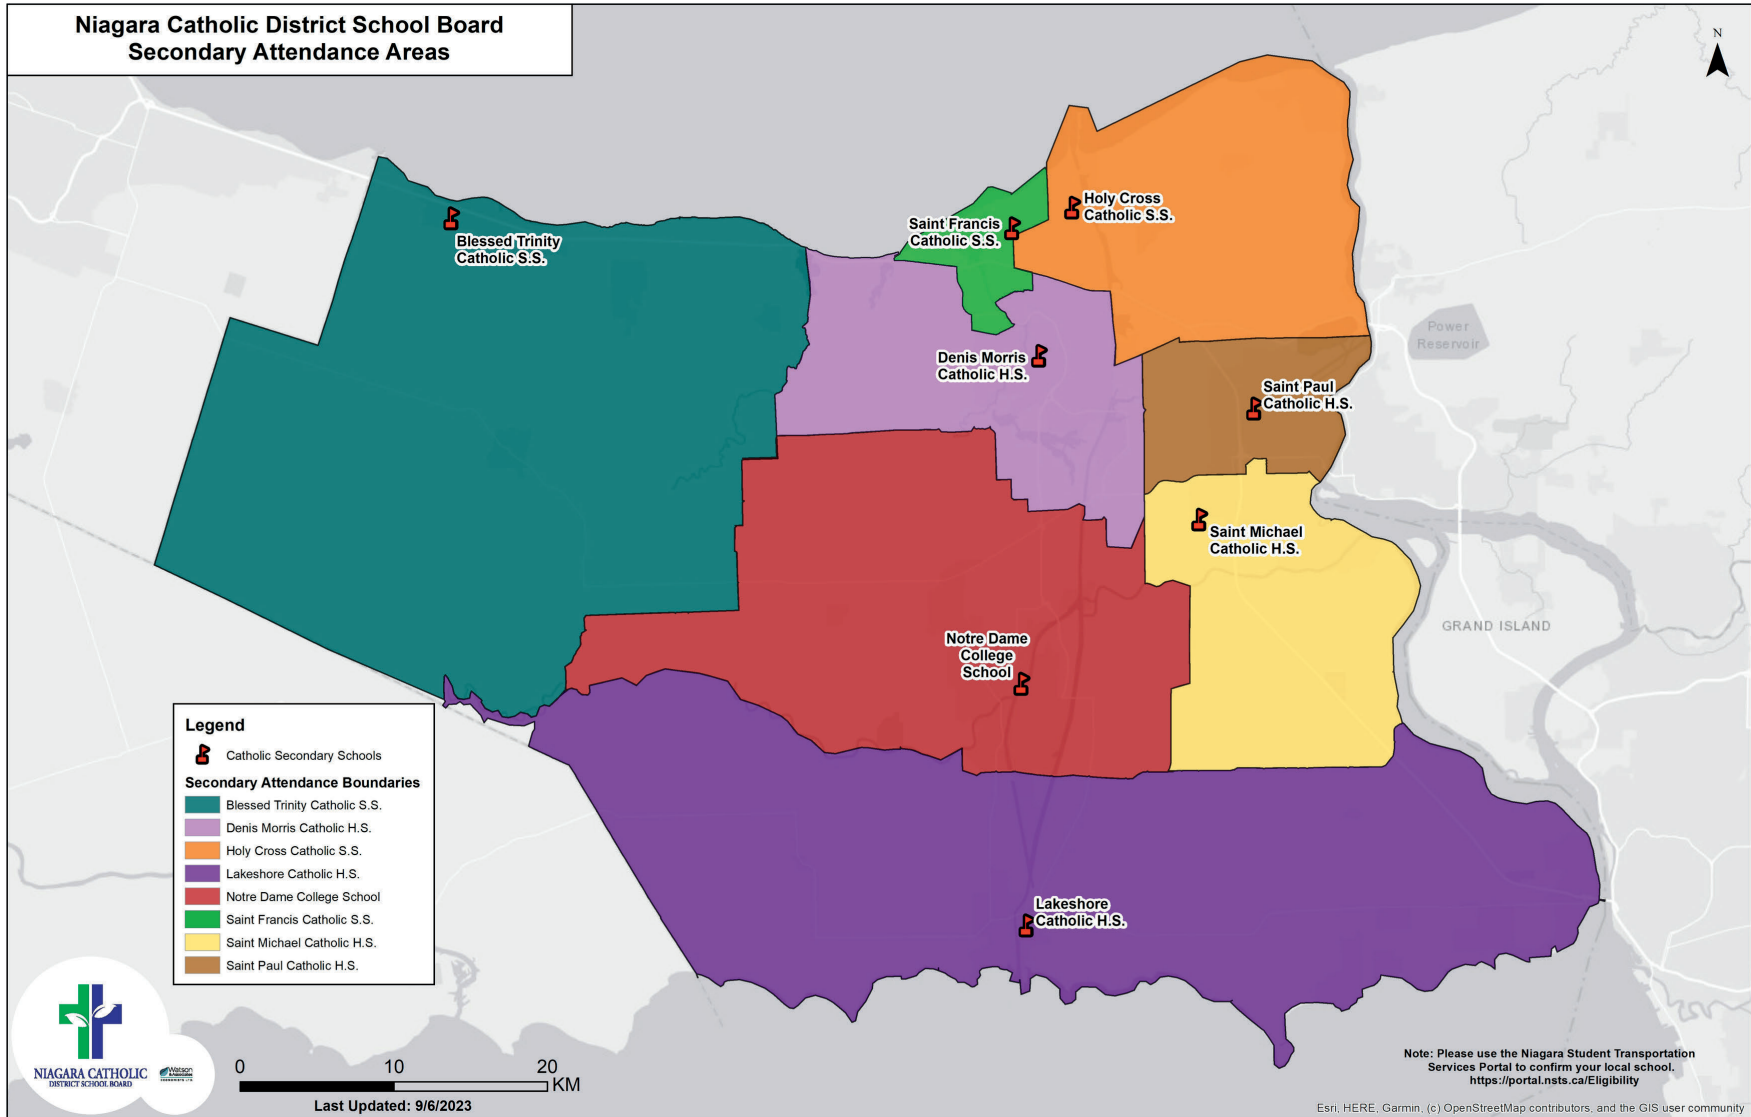 Niagara Catholic District School Board
Secondary Attendance Areas
N
Holy Cross
Catholic S.S.
Saint Francis
Catholic S.S.
Blessed Trinity
Catholic S.S.
Power
Reservoir
Denis Morris
Catholic H.S.
Saint Paul
Catholic H.S.
Saint Michael
Catholic H.S.
GRAND ISLAND
Notre Dame
College
School
Lakeshore
Catholic H.S.
Legend
Catholic Secondary Schools
Secondary Attendance Boundaries
Blessed Trinity Catholic S.S.
Denis Morris Catholic H.S.
Holy Cross Catholic S.S.
Lakeshore Catholic H.S.
Notre Dame College School
Saint Francis Catholic S.S.
Saint Michael Catholic H.S.
Saint Paul Catholic H.S.
NIAGARA CATHOLIC
DISTRICT SCHOOL BOARD
Watson
& Associates
ECONOMISTS LTD.
0 10 20
KM
Last Updated: 9/6/2023
Note: Please use the Niagara Student Transportation
Services Portal to confirm your local school.
https://portal.nsts.ca/Eligibility
Esri, HERE, Garmin, (c) OpenStreetMap contributors, and the GIS user community